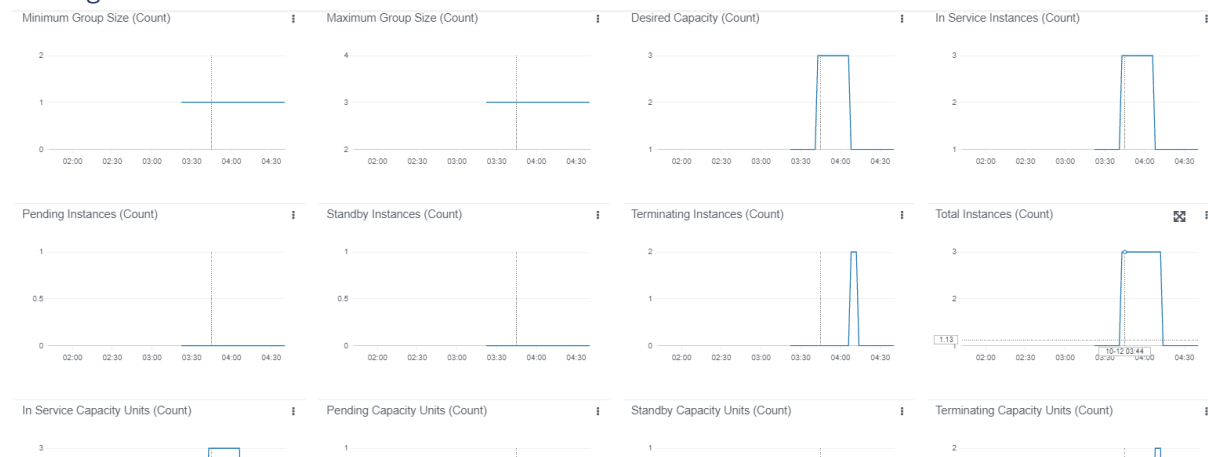 Minimum Group Size (Count)
2
1
0
02:00 02:30 03:00 03:30 04:00 04:30
Maximum Group Size (Count)
4
3
2
02:00 02:30 03:00 03:30 04:00 04:30
Desired Capacity (Count)
3
2
1
02:00 02:30 03:00 03:30 04:00 04:30
In Service Instances (Count)
3
2
1
02:00 02:30 03:00 03:30 04:00 04:30
Pending Instances (Count)
1
0.5
0
02:00 02:30 03:00 03:30 04:00 04:30
Standby Instances (Count)
1
0.5
0
02:00 02:30 03:00 03:30 04:00 04:30
Terminating Instances (Count)
2
1
0
02:00 02:30 03:00 03:30 04:00 04:30
Total Instances (Count)
3
2
1.13
1
02:00 02:30 03:00 03:30 04:00 04:30
10-12 03:44
In Service Capacity Units (Count)
3
Pending Capacity Units (Count)
1
Standby Capacity Units (Count)
1
Terminating Capacity Units (Count)
2